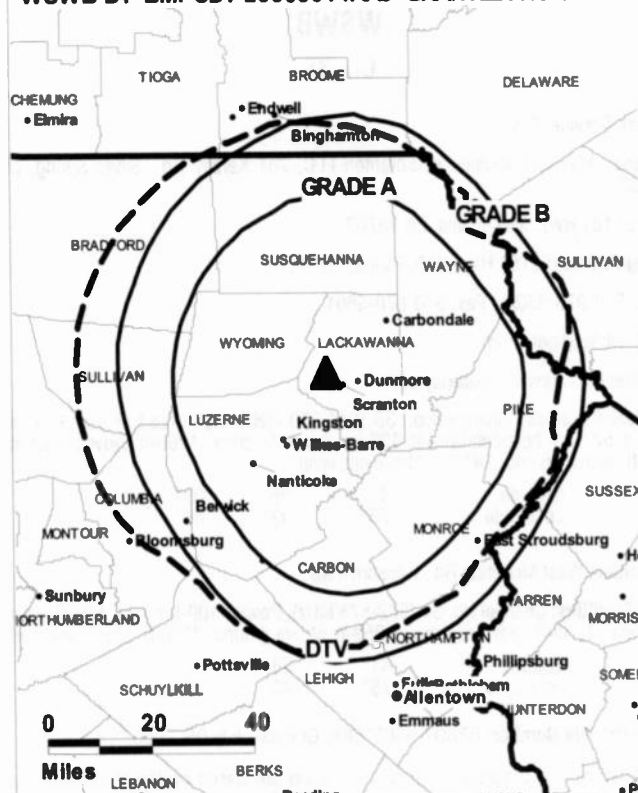 TIOGA
BROOME
DELAWARE
CHEMUNG
Elmira
Endwell
Binghamton
GRADE A
GRADE B
BRADFORD
SUSQUEHANNA
WAYNE
SULLIVAN
Carbondale
WYOMING
LACKAWANNA
SULLIVAN
Dunmore
Scranton
LUZERNE
PIKE
Kingston
Wilkes-Barre
Nanticoke
SUSSEX
COLUMBIA
Berwick
MONTOUR
Bloomsburg
MONROE
East Stroudsburg
CARBON
Sunbury
NORTHUMBERLAND
WARREN
MORRIS
NORTHAMPTON
DTV
Pottsville
LEHIGH
Phillipsburg
SCHUYLKILL
Allentown
HUNTERDON
Emmaus
0 20 40
Miles
LEBANON
BERKS